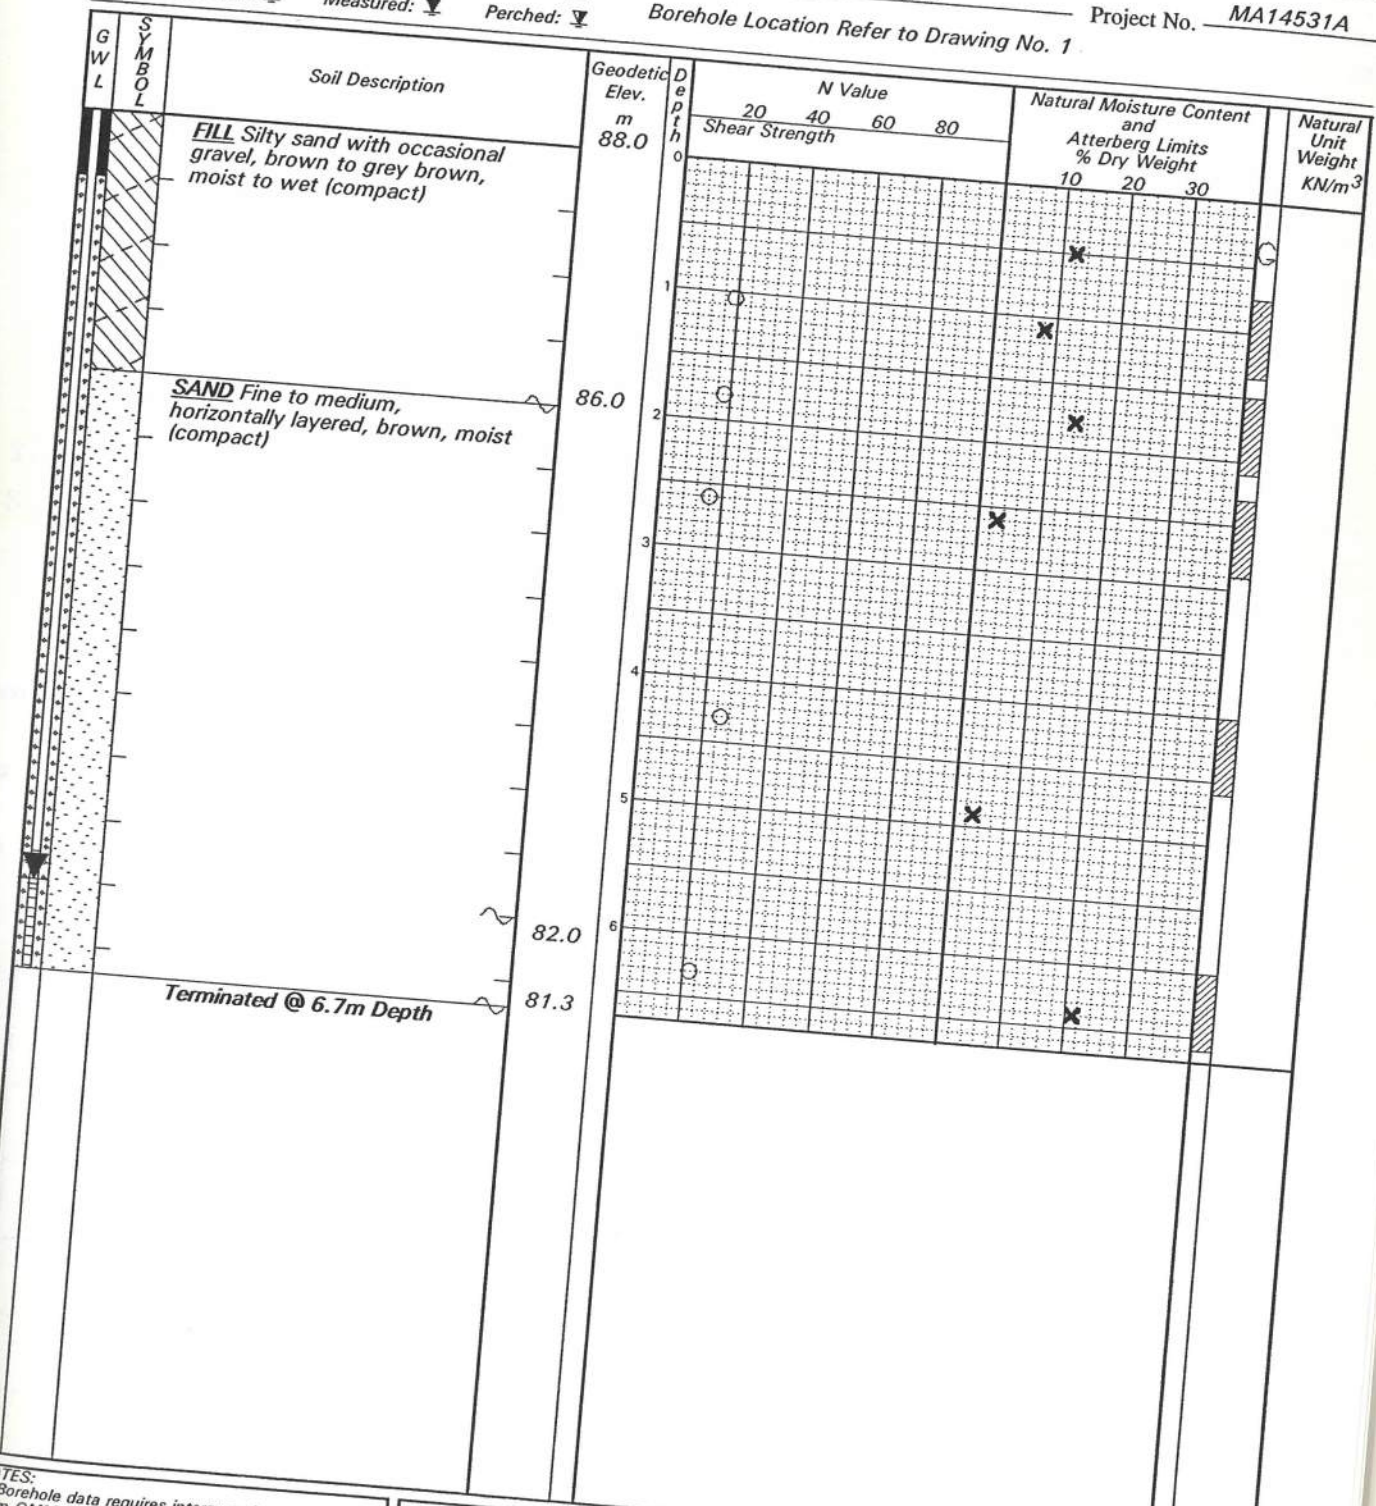 Measured:
Perched:
Borehole Location Refer to Drawing No. 1
Project No. MA14531A
G W L
SYMBOL
Soil Description
Geodetic
Elev.
m
88.0
Depth
0
N Value
20 40 60 80
Shear Strength
Natural Moisture Content
and
Atterberg Limits
% Dry Weight
10 20 30
Natural
Unit
Weight
KN/m3
FILL Silty sand with occasional
gravel, brown to grey brown,
moist to wet (compact)
G
1
SAND Fine to medium,
horizontally layered, brown, moist
(compact)
86.0
2
3
4
5
82.0
6
Terminated @ 6.7m Depth
81.3
Borehole data requires